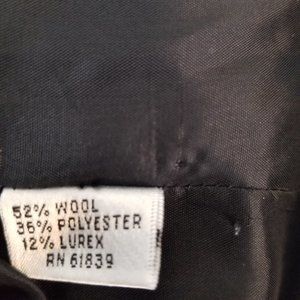 52% WOOL
36% POLYESTER
12% LUREX
RN 61839